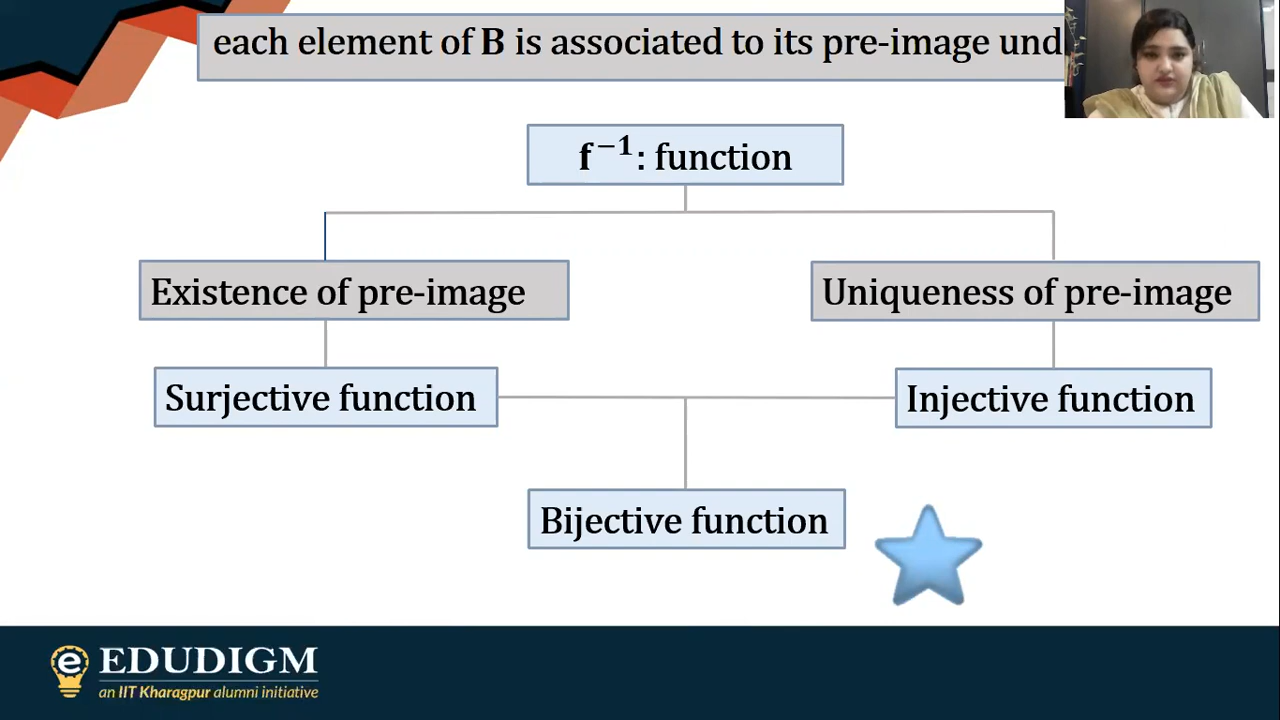 each element of B is associated to its pre-image und
f⁻¹: function
Existence of pre-image
Uniqueness of pre-image
Surjective function
Injective function
Bijective function
e EDUDIGM
an IIT Kharagpur alumni initiative